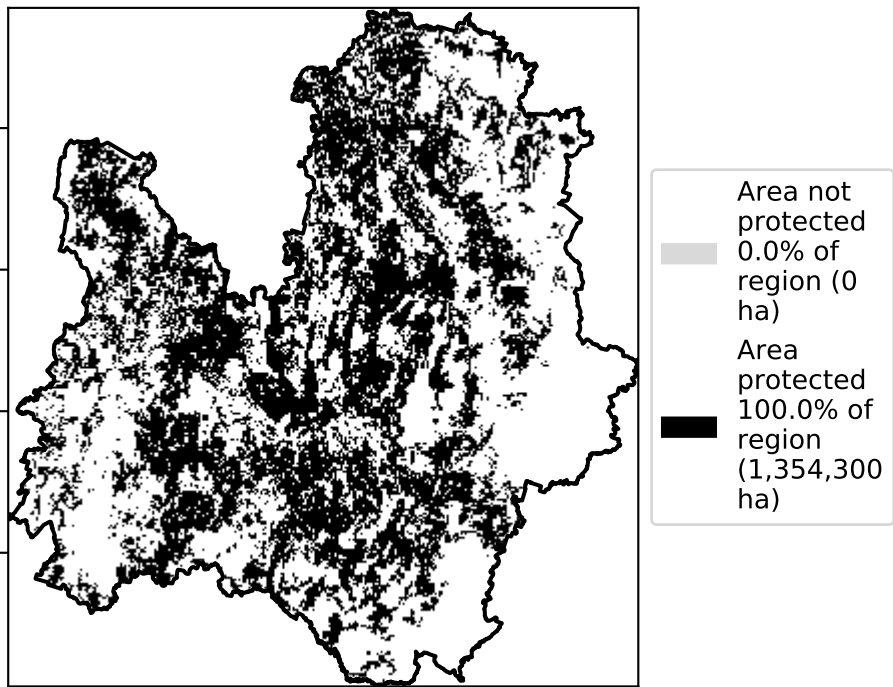 Area not
protected
0.0% of
region (0
ha)
Area
protected
100.0% of
region
(1,354,300
ha)